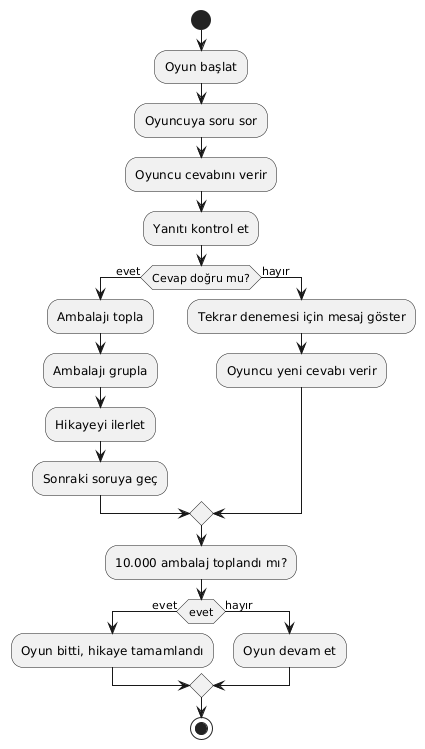 Oyun başlat
Oyuncuya soru sor
Oyuncu cevabını verir
Yanıtı kontrol et
evet
Cevap doğru mu?
hayır
Ambalajı topla
Tekrar denemesi için mesaj göster
Ambalajı grupla
Oyuncu yeni cevabı verir
Hikayeyi ilerlet
Sonraki soruya geç
10.000 ambalaj toplandı mı?
evet
evet
hayır
Oyun bitti, hikaye tamamlandı
Oyun devam et